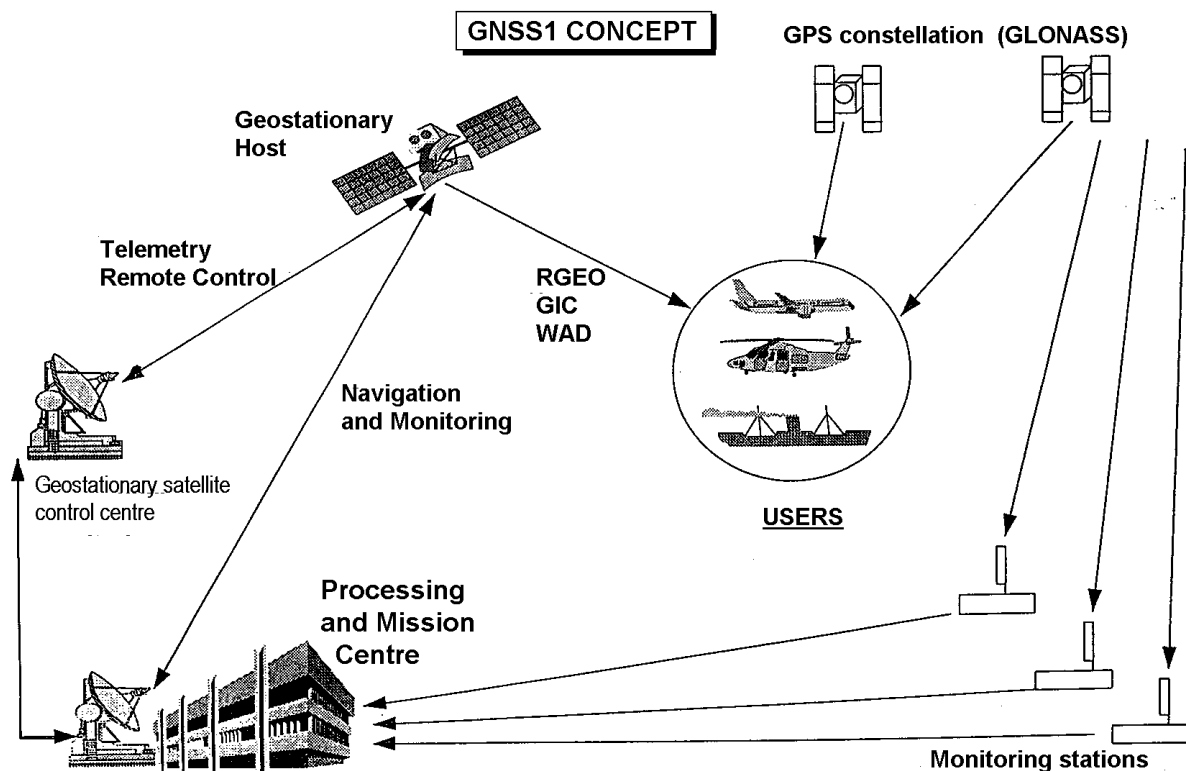 GNSS1 CONCEPT
GPS constellation (GLONASS)
Geostationary
Host
Telemetry
Remote Control
RGEO
GIC
WAD
Navigation
and Monitoring
Geostationary satellite
control centre
USERS
Processing
and Mission
Centre
Monitoring stations